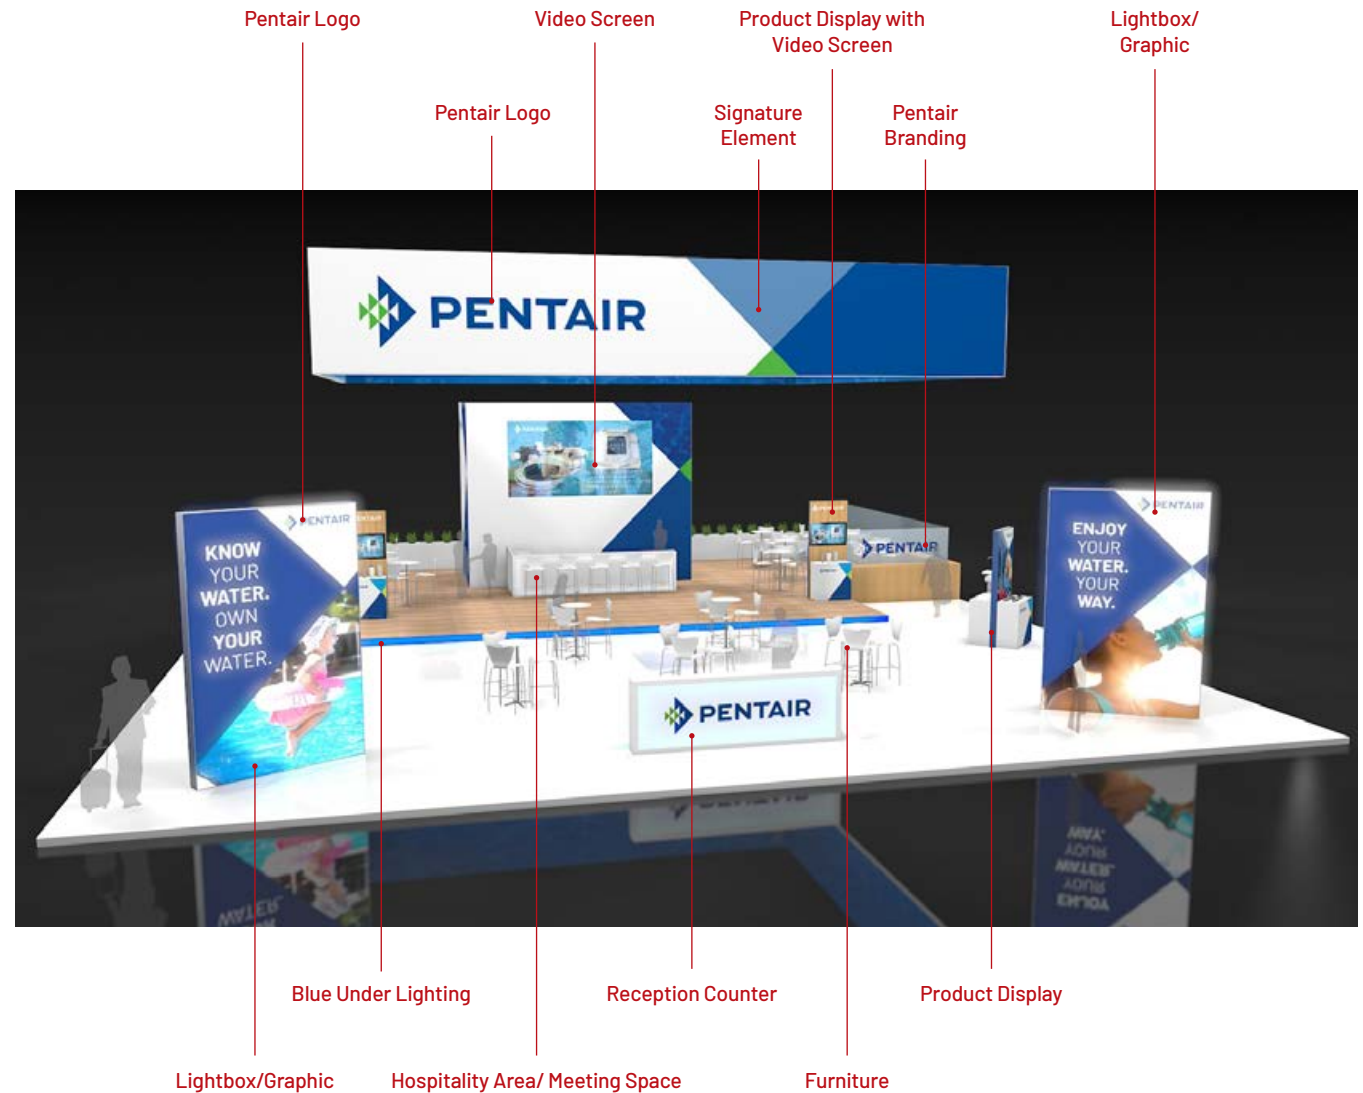 Pentair Logo
Video Screen
Product Display with
Video Screen
Lightbox/
Graphic
Pentair Logo
Signature
Element
Pentair
Branding
PENTAIR
PENTAIR
KNOW
YOUR
WATER.
OWN
YOUR
WATER.
PENTAIR
PENTAIR
ENJOY
YOUR
WATER.
YOUR
WAY.
PENTAIR
Blue Under Lighting
Reception Counter
Product Display
Lightbox/Graphic
Hospitality Area/ Meeting Space
Furniture